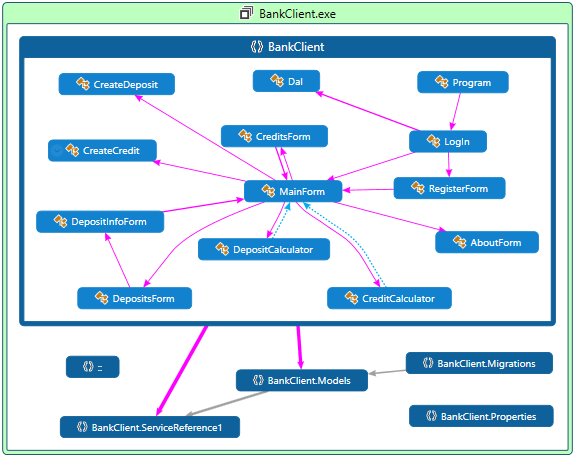 BankClient.exe
BankClient
CreateDeposit
Dal
Program
CreditsForm
LogIn
CreateCredit
MainForm
RegisterForm
DepositInfoForm
DepositCalculator
AboutForm
DepositsForm
CreditCalculator
BankClient.Migrations
BankClient.Models
BankClient.Properties
BankClient.ServiceReference1